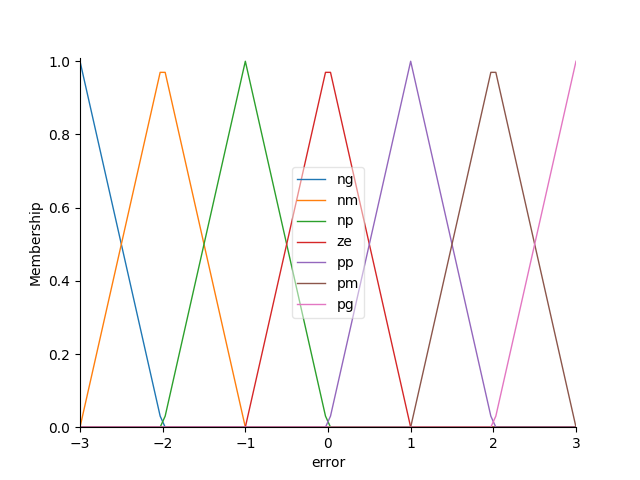 1.0
0.8
0.6
0.4
0.2
0.0
Membership
ng
nm
np
ze
pp
pm
pg
−3 −2 −1 0 1 2 3
error